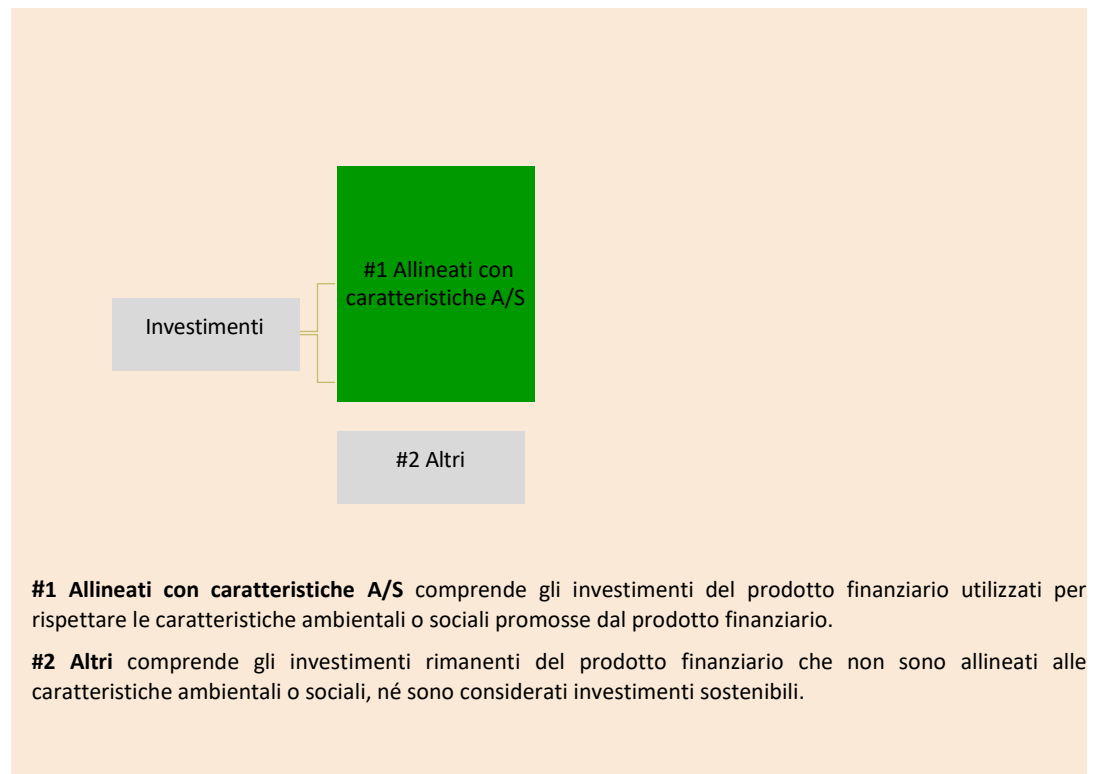 #1 Allineati con
caratteristiche A/S
Investimenti
#2 Altri
#1 Allineati con caratteristiche A/S comprende gli investimenti del prodotto finanziario utilizzati per
rispettare le caratteristiche ambientali o sociali promosse dal prodotto finanziario.
#2 Altri comprende gli investimenti rimanenti del prodotto finanziario che non sono allineati alle
caratteristiche ambientali o sociali, né sono considerati investimenti sostenibili.